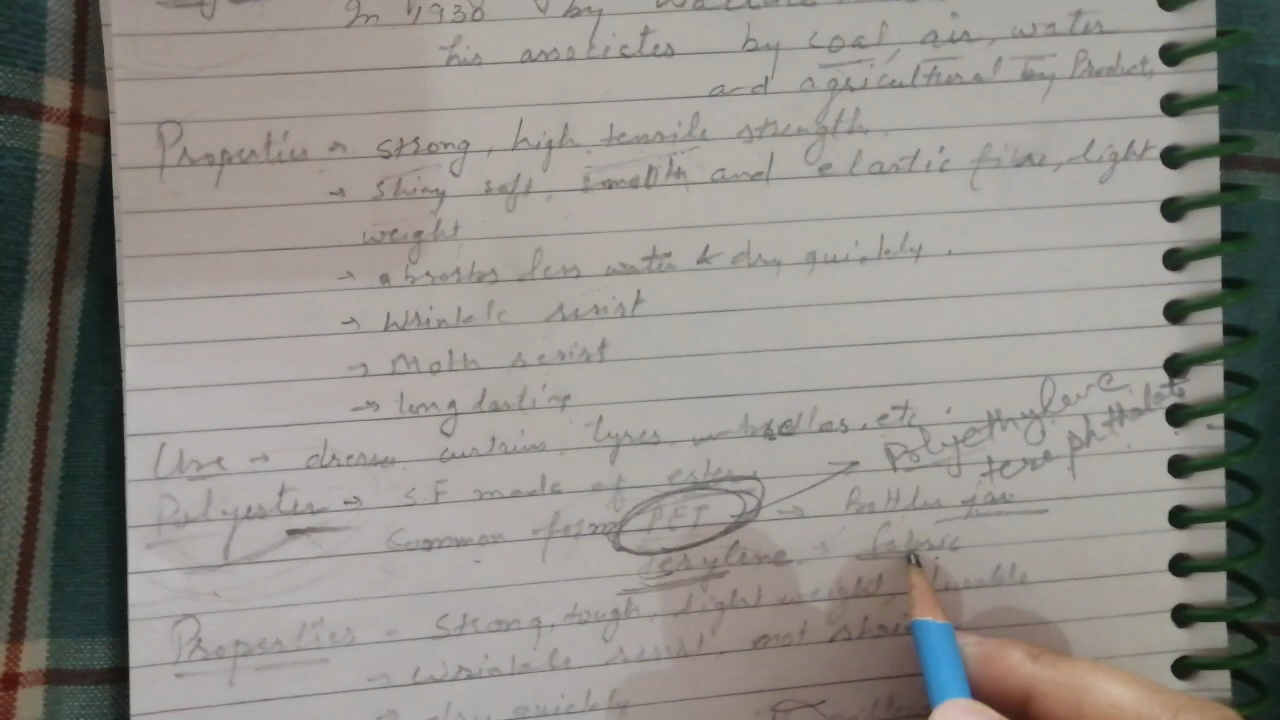 In 1938 by
his assosictes by coal, air, water
and agricultural by Product,
Properties → strong, high tensile strength.
→ Shiny soft, smooth and elastic fibre, light
weight
→ absorbs less water & dry quickly.
→ Wrinkle resist
→ Moth resist
→ long lasting
Use → dresses, curtains, tyres, umbrellas, etc.
Polyethylene
terephthalate
Polyester → S.F made of ester.
Common form PET → Bottles jar
terylene → fabric
Properties - Strong, tough, light weight, durable
→ Wrinkle resist, not
→ dry quickly